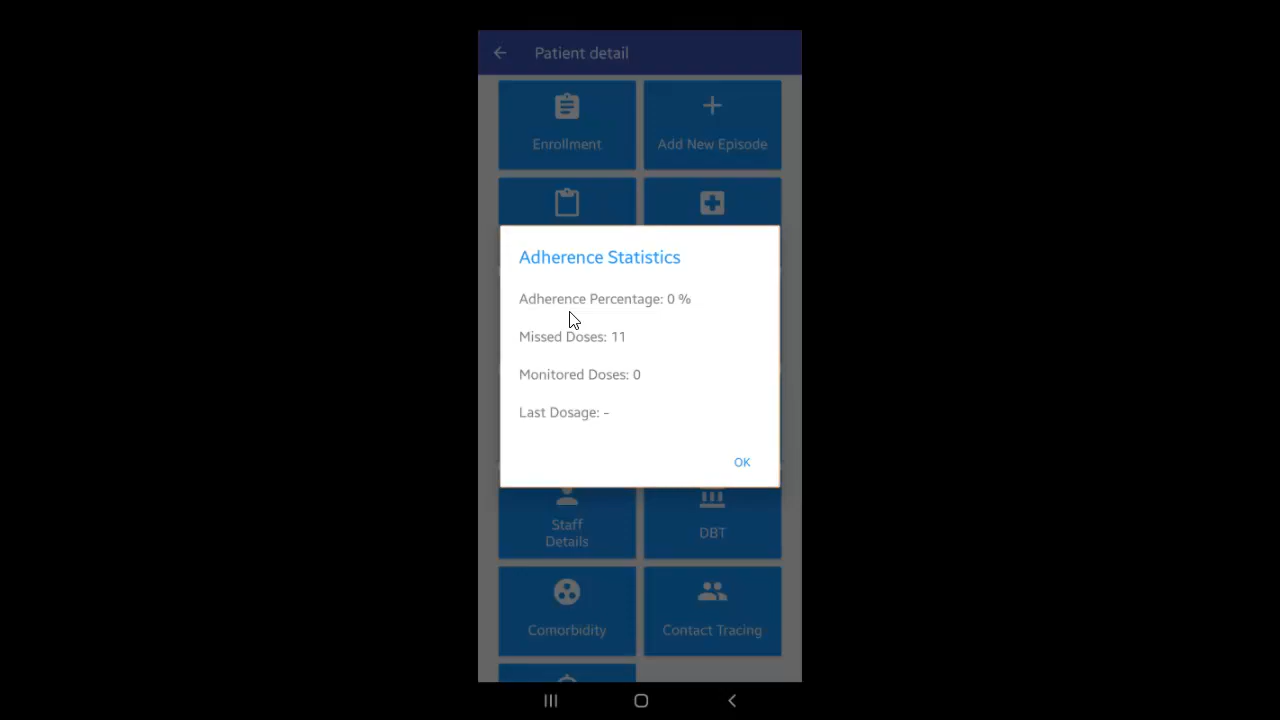 Patient detail
Enrollment
Add New Episode
Adherence Statistics
Adherence Percentage: 0 %
Missed Doses: 11
Monitored Doses: 0
Last Dosage: -
OK
Staff
Details
DBT
Comorbidity
Contact Tracing